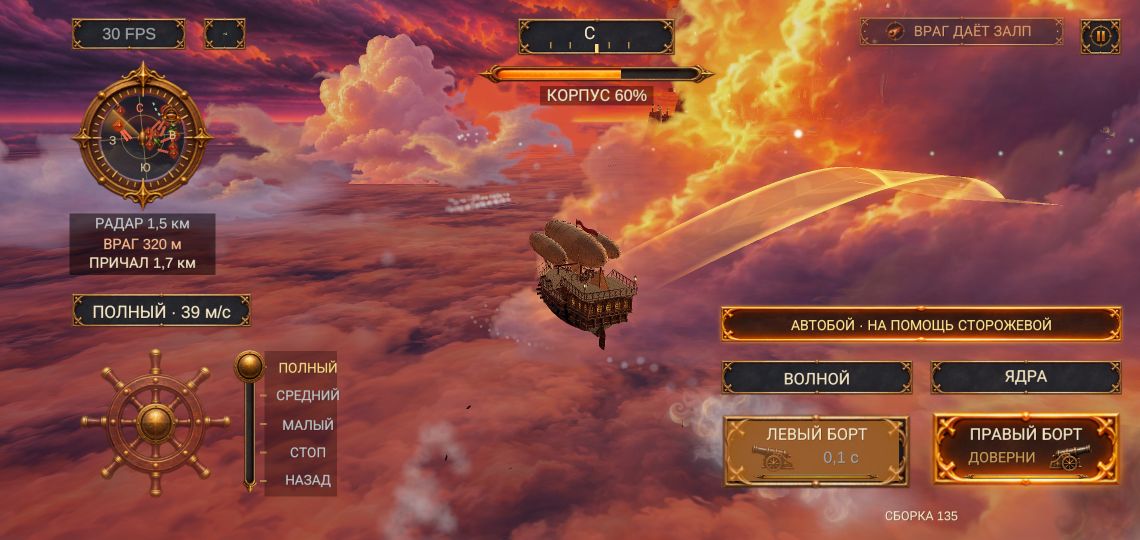 30 FPS
С
ВРАГ ДАЁТ ЗАЛП
КОРПУС 60%
С
З
В
Ю
РАДАР 1,5 км
ВРАГ 320 м
ПРИЧАЛ 1,7 км
ПОЛНЫЙ · 39 м/с
ПОЛНЫЙ
СРЕДНИЙ
МАЛЫЙ
СТОП
НАЗАД
АВТОБОЙ · НА ПОМОЩЬ СТОРОЖЕВОЙ
ВОЛНОЙ
ЯДРА
ЛЕВЫЙ БОРТ
0,1 с
ПРАВЫЙ БОРТ
ДОВЕРНИ
СБОРКА 135